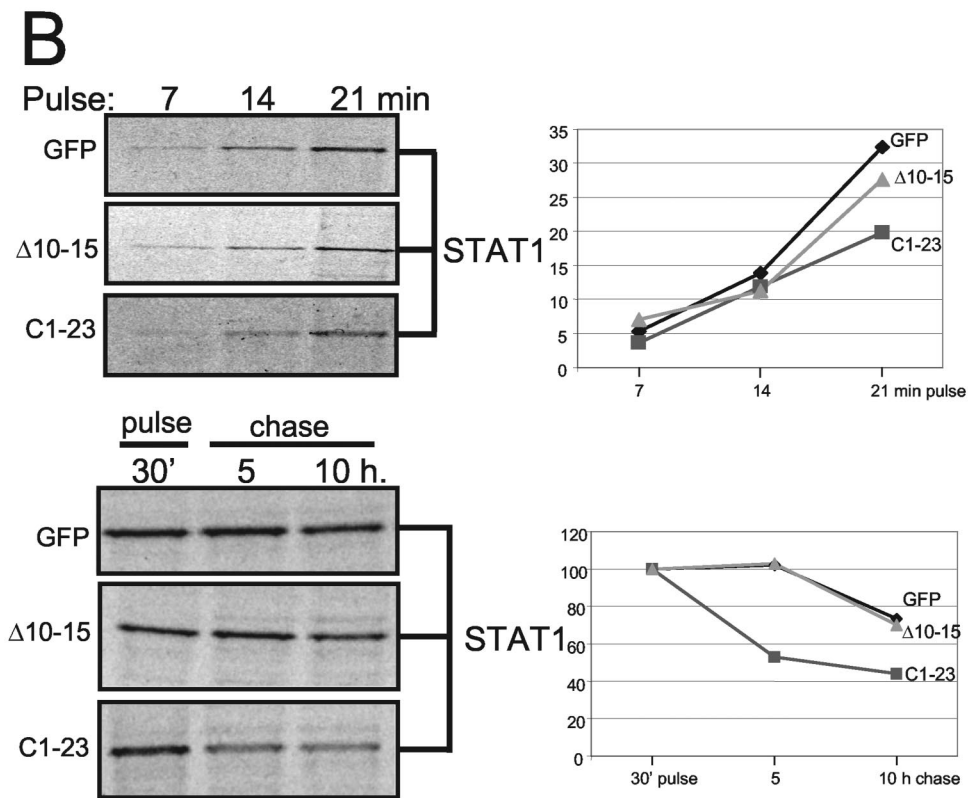 B
Pulse: 7 14 21 min
GFP
Δ10-15
C1-23
STAT1
35
30
25
20
15
10
5
0
7 14 21 min pulse
GFP
Δ10-15
C1-23
pulse chase
30' 5 10 h.
GFP
Δ10-15
C1-23
STAT1
120
100
80
60
40
20
0
30' pulse 5 10 h chase
GFP
Δ10-15
C1-23